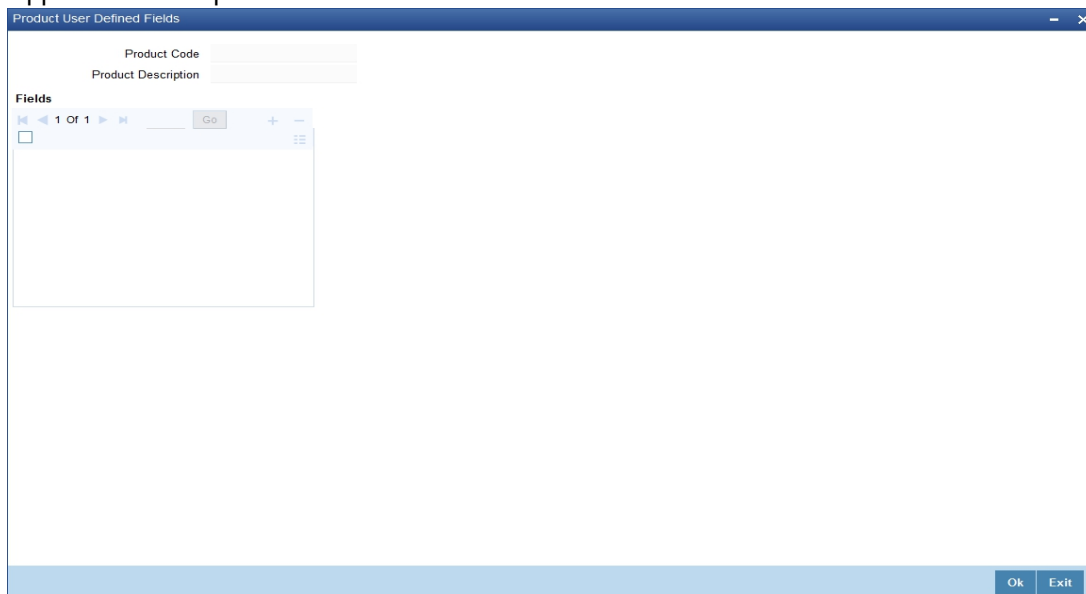 Product User Defined Fields
Product Code
Product Description
Fields
1 Of 1 Go
Ok Exit